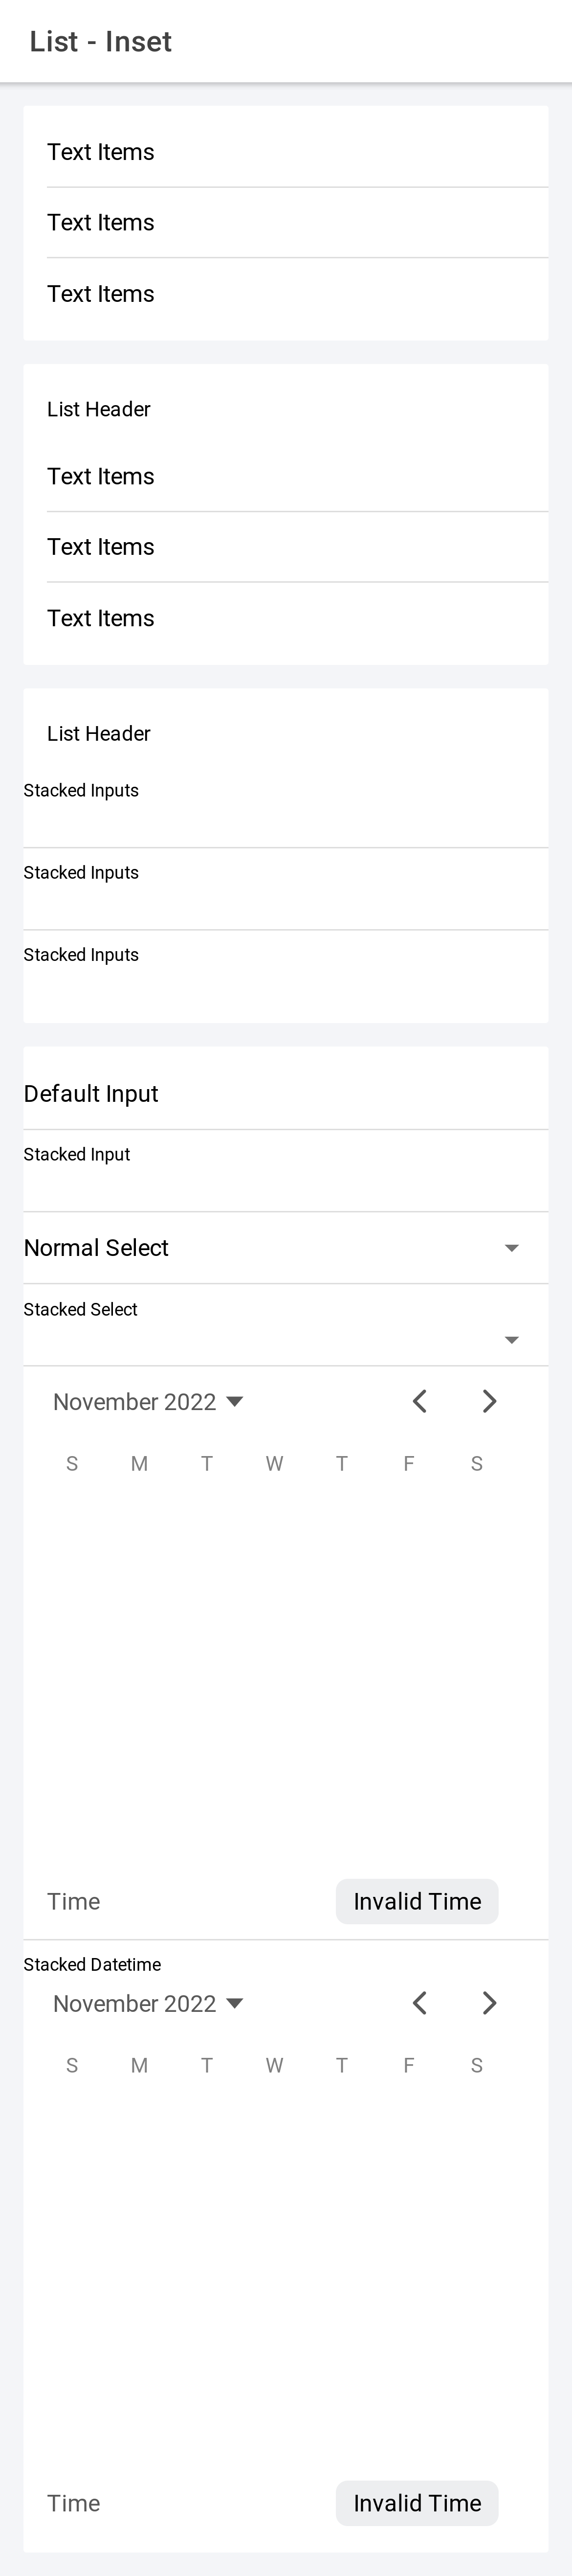 List - Inset
Text Items
Text Items
Text Items
List Header
Text Items
Text Items
Text Items
List Header
Stacked Inputs
Stacked Inputs
Stacked Inputs
Default Input
Stacked Input
Normal Select
Stacked Select
November 2022
S M T W T F S
Time Invalid Time
Stacked Datetime
November 2022
S M T W T F S
Time Invalid Time